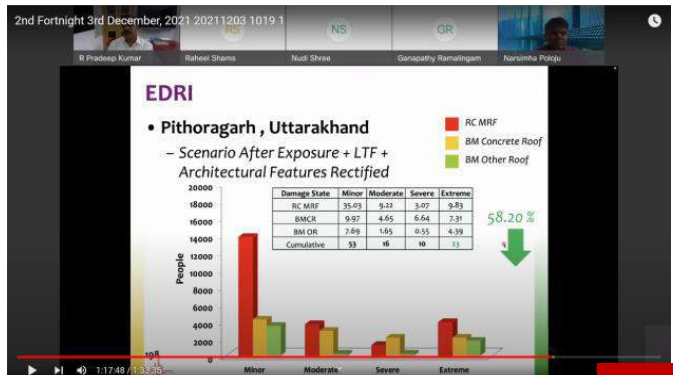 2nd Fortnight 3rd December, 2021 20211203 1019 1
RS
NS
GR
R Pradeep Kumar
Raheel Shams
Nudi Shree
Ganapathy Ramalingam
Narsimha Poloju
EDRI
• Pithoragarh , Uttarakhand
– Scenario After Exposure + LTF +
Architectural Features Rectified
RC MRF
BM Concrete Roof
BM Other Roof
Damage State Minor Moderate Severe Extreme
RC MRF 35.03 9.22 3.07 9.83
BMCR 9.97 4.65 6.64 7.31
BM OR 7.69 1.65 0.55 4.39
Cumulative 53 16 10 23
58.20 %
People
20000
18000
16000
14000
12000
10000
8000
6000
4000
2000
0
Minor
Moderate
Severe
Extreme
198
1:17:48 / 1:33:35